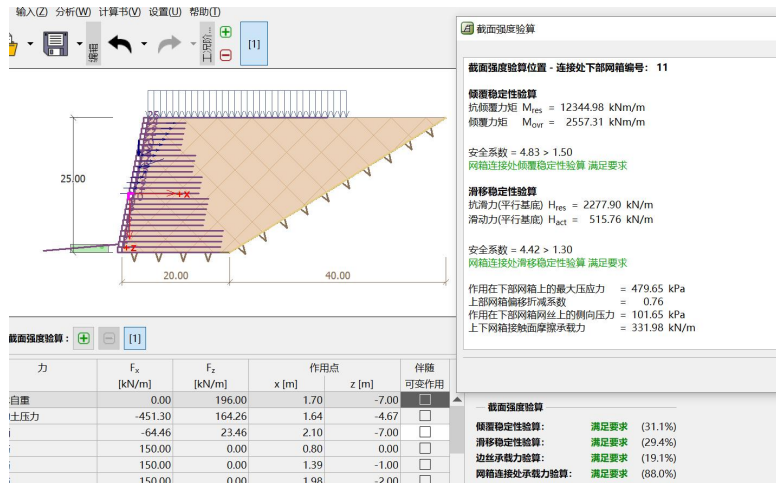 输入(Z) 分析(W) 计算书(V) 设置(U) 帮助(T)
编辑
工况阶...
[1]
25.00
+x
+z
20.00
40.00
截面强度验算
截面强度验算位置 - 连接处下部网箱编号： 11
倾覆稳定性验算
抗倾覆力矩 Mres = 12344.98 kNm/m
倾覆力矩 Movr = 2557.31 kNm/m
安全系数 = 4.83 > 1.50
网箱连接处倾覆稳定性验算 满足要求
滑移稳定性验算
抗滑力(平行基底) Hres = 2277.90 kN/m
滑动力(平行基底) Hact = 515.76 kN/m
安全系数 = 4.42 > 1.30
网箱连接处滑移稳定性验算 满足要求
作用在下部网箱上的最大压应力 = 479.65 kPa
上部网箱偏移折减系数 = 0.76
作用在下部网箱网丝上的侧向压力 = 101.65 kPa
上下网箱接触面摩擦承载力 = 331.98 kN/m
截面强度验算： [1]
力 Fx Fz 作用点 伴随
[kN/m] [kN/m] x [m] z [m] 可变作用
自重 0.00 196.00 1.70 -7.00
土压力 -451.30 164.26 1.64 -4.67
-64.46 23.46 2.10 -7.00
150.00 0.00 0.80 0.00
150.00 0.00 1.39 -1.00
150.00 0.00 1.98 -2.00
截面强度验算
倾覆稳定性验算： 满足要求 (31.1%)
滑移稳定性验算： 满足要求 (29.4%)
边丝承载力验算： 满足要求 (19.1%)
网箱连接处承载力验算： 满足要求 (88.0%)